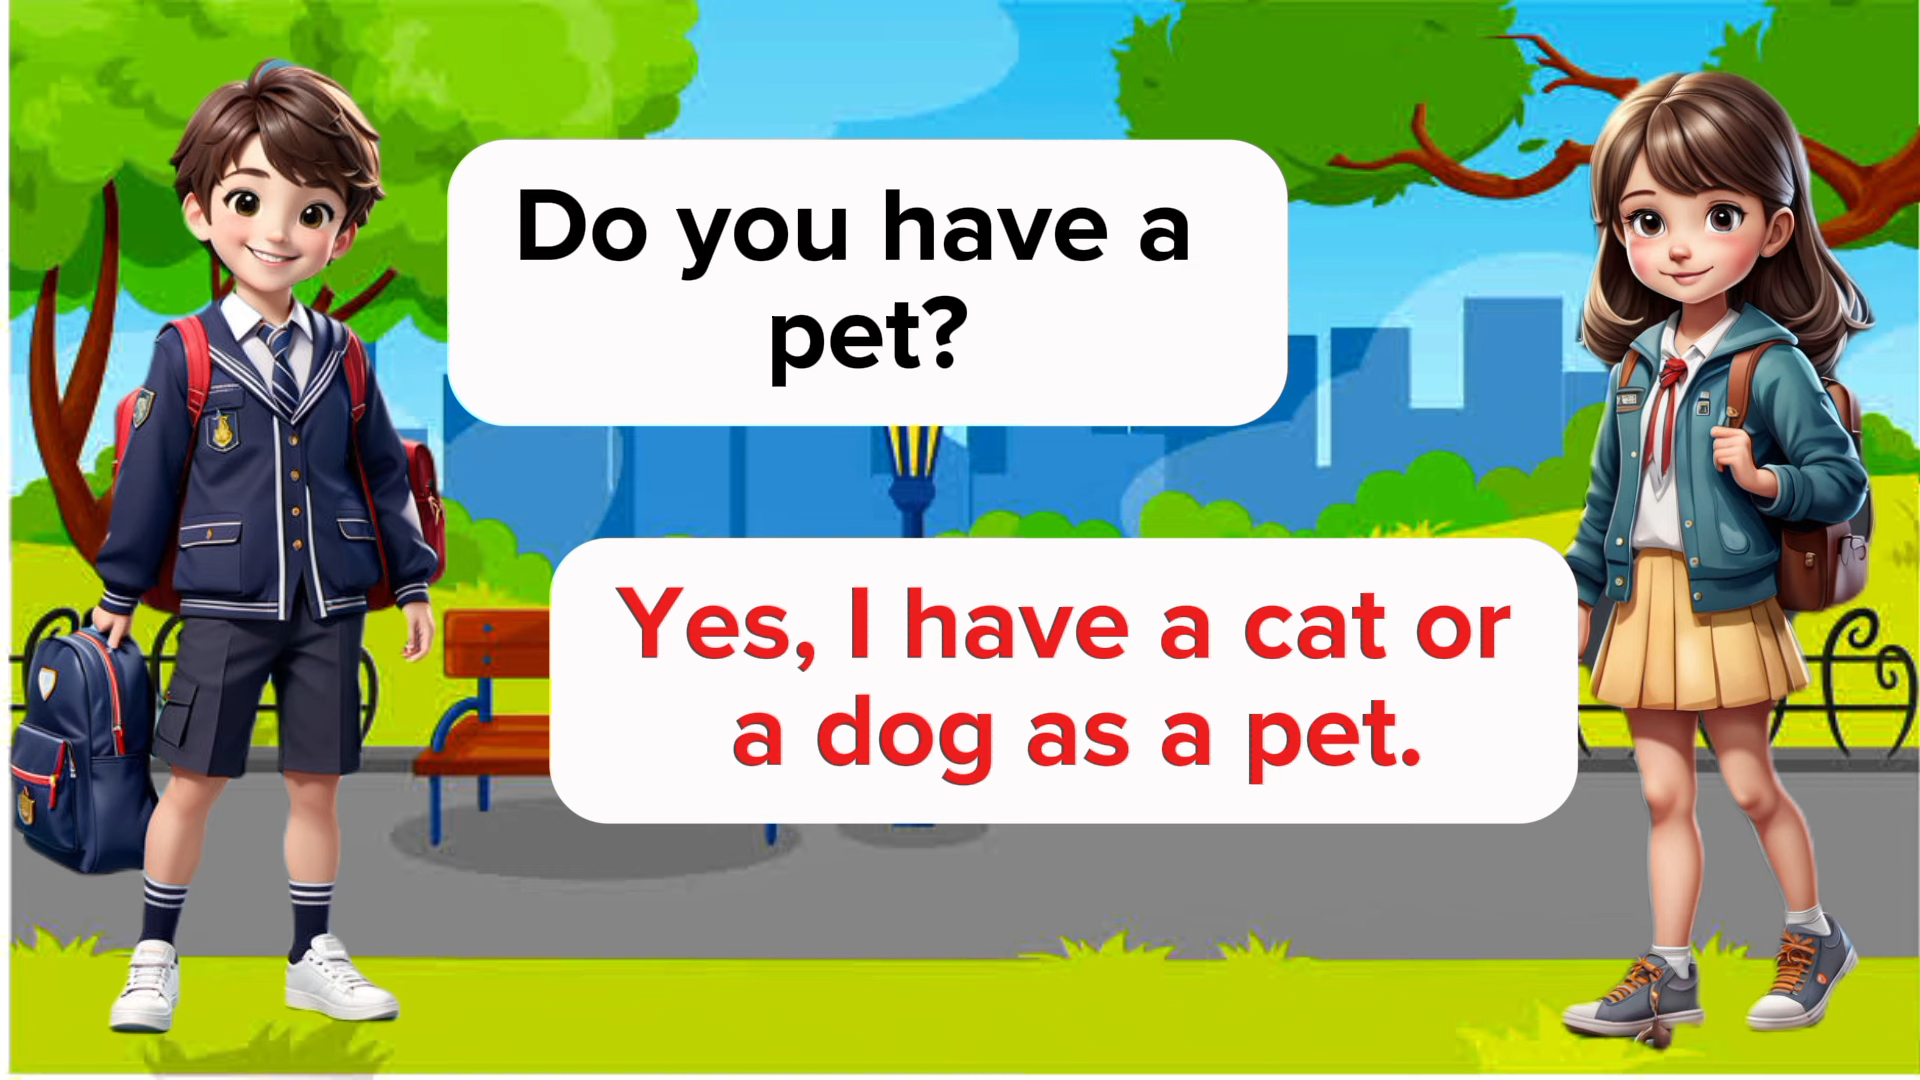 Do you have a
pet?
Yes, I have a cat or
a dog as a pet.